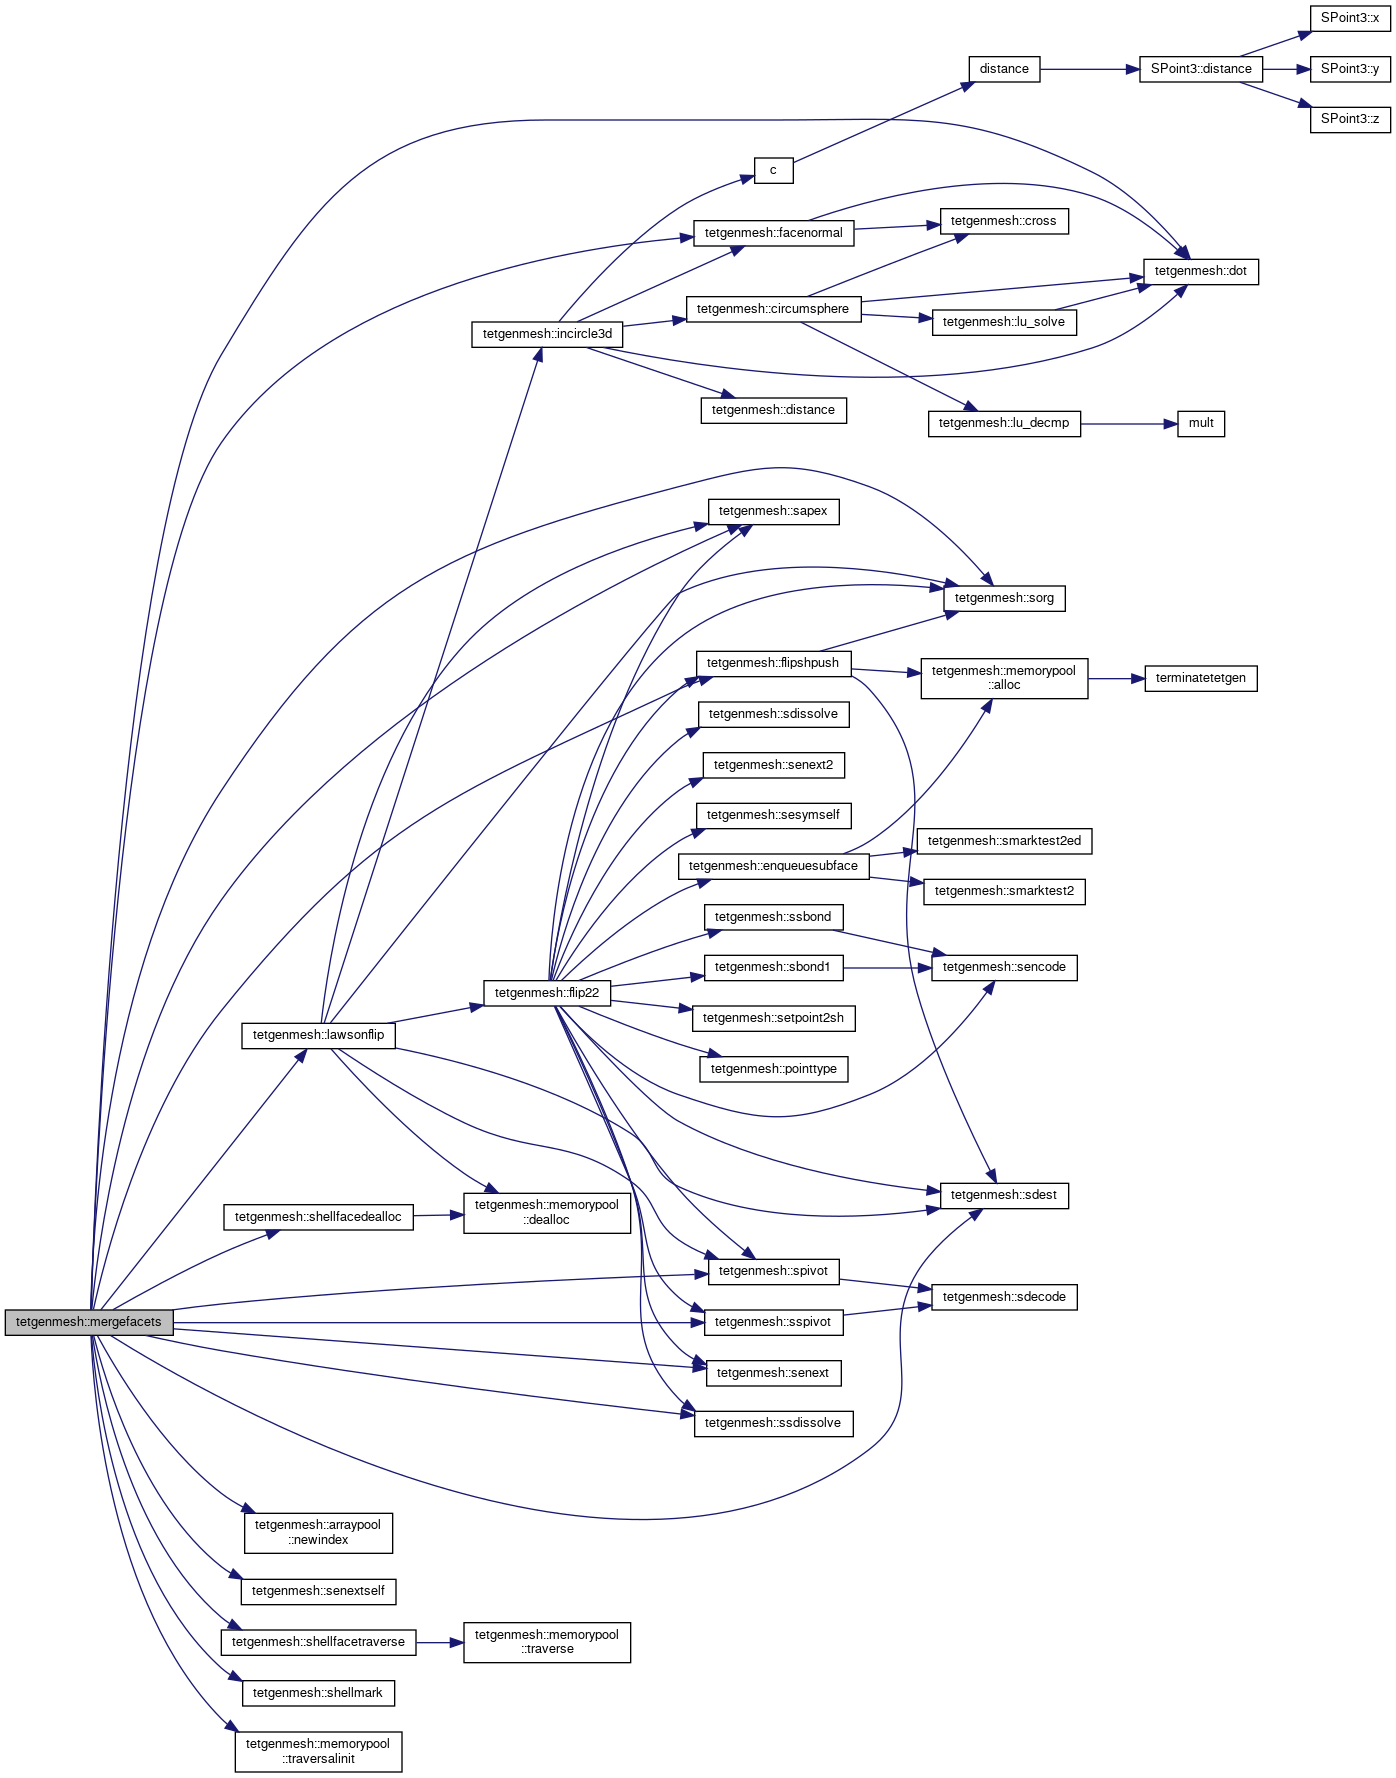 SPoint3::x
distance
SPoint3::distance
SPoint3::y
SPoint3::z
c
tetgenmesh::facenormal
tetgenmesh::cross
tetgenmesh::dot
tetgenmesh::circumsphere
tetgenmesh::lu_solve
tetgenmesh::incircle3d
tetgenmesh::distance
tetgenmesh::lu_decmp
mult
tetgenmesh::sapex
tetgenmesh::sorg
tetgenmesh::flipshpush
tetgenmesh::memorypool
::alloc
terminatetetgen
tetgenmesh::sdissolve
tetgenmesh::senext2
tetgenmesh::sesymself
tetgenmesh::smarktest2ed
tetgenmesh::enqueuesubface
tetgenmesh::smarktest2
tetgenmesh::ssbond
tetgenmesh::sbond1
tetgenmesh::sencode
tetgenmesh::flip22
tetgenmesh::setpoint2sh
tetgenmesh::lawsonflip
tetgenmesh::pointtype
tetgenmesh::sdest
tetgenmesh::shellfacedealloc
tetgenmesh::memorypool
::dealloc
tetgenmesh::spivot
tetgenmesh::sdecode
tetgenmesh::mergefacets
tetgenmesh::sspivot
tetgenmesh::senext
tetgenmesh::ssdissolve
tetgenmesh::arraypool
::newindex
tetgenmesh::senextself
tetgenmesh::shellfacetraverse
tetgenmesh::memorypool
::traverse
tetgenmesh::shellmark
tetgenmesh::memorypool
::traversalinit